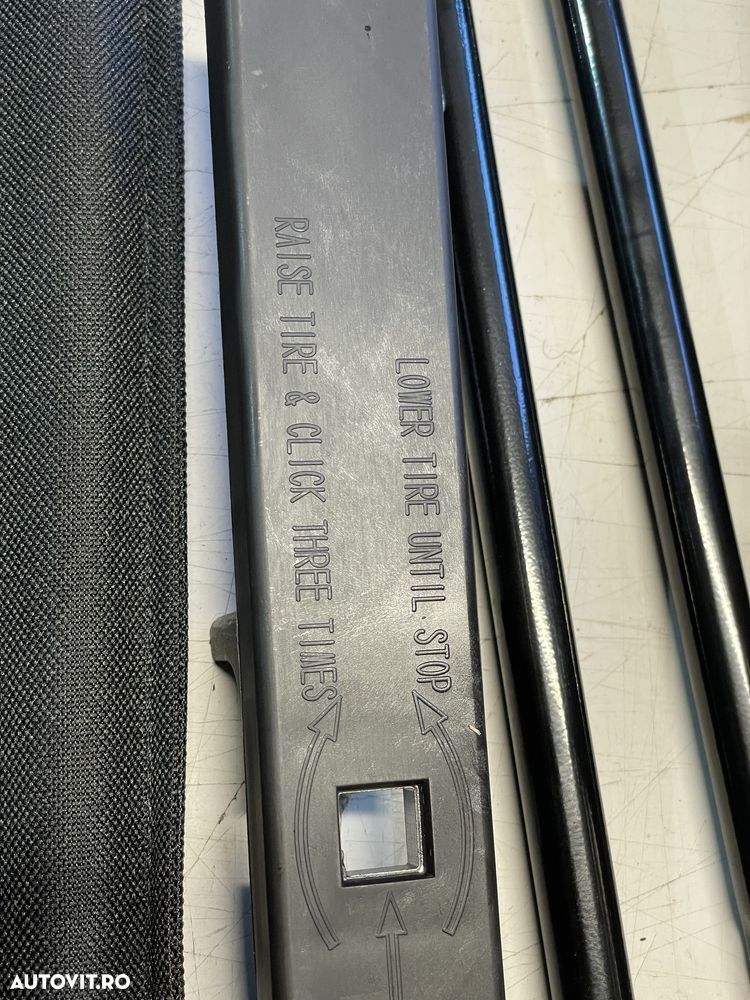 RAISE TIRE & CLICK THREE TIMES
LOWER TIRE UNTIL STOP
AUTOVIT.RO